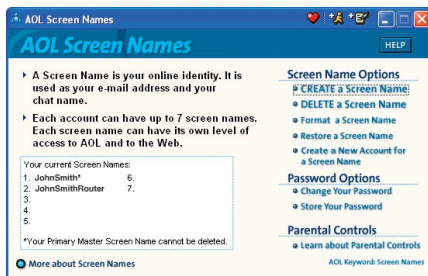 AOL Screen Names
AOL Screen Names
HELP
A Screen Name is your online identity. It is
used as your e-mail address and your
chat name.
Each account can have up to 7 screen names.
Each screen name can have its own level of
access to AOL and to the Web.
Your current Screen Names:
1. JohnSmith* 6.
2. JohnSmithRouter 7.
3.
4.
5.
*Your Primary Master Screen Name cannot be deleted.
More about Screen Names
Screen Name Options
CREATE a Screen Name
DELETE a Screen Name
Format a Screen Name
Restore a Screen Name
Create a New Account for
a Screen Name
Password Options
Change Your Password
Store Your Password
Parental Controls
Learn about Parental Controls
AOL Keyword: Screen Names